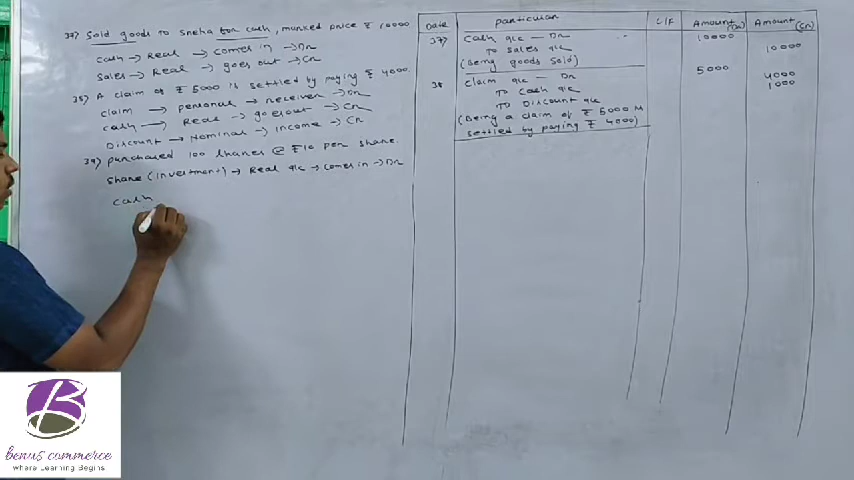 37) Sold goods to sneha for cash, marked price ₹ 10000
cash → Real → comes in → Dr
sales → Real → goes out → Cr
38) A claim of ₹ 5000 is settled by paying ₹ 4000.
claim → personal → receiver → Dr
cash → Real → goes out → Cr
Discount → Nominal → Income → Cr
39) purchased 100 shares @ ₹10 per share.
share (investment) → Real a/c → comes in → Dr
cash
Date particular L/F Amount (Dr) Amount (Cr)
37) cash a/c — Dr 10000
To sales a/c 10000
(Being goods sold)
38 claim a/c — Dr 5000
To cash a/c 4000
To Discount a/c 1000
(Being a claim of ₹ 5000 is
settled by paying ₹ 4000)
B
benus commerce
Where Learning Begins